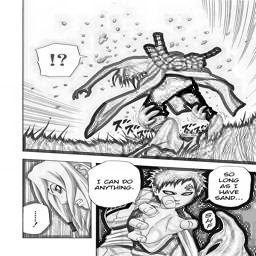 !?
SO
LONG
AS I
HAVE
SAND...
I CAN DO
ANYTHING.
......!